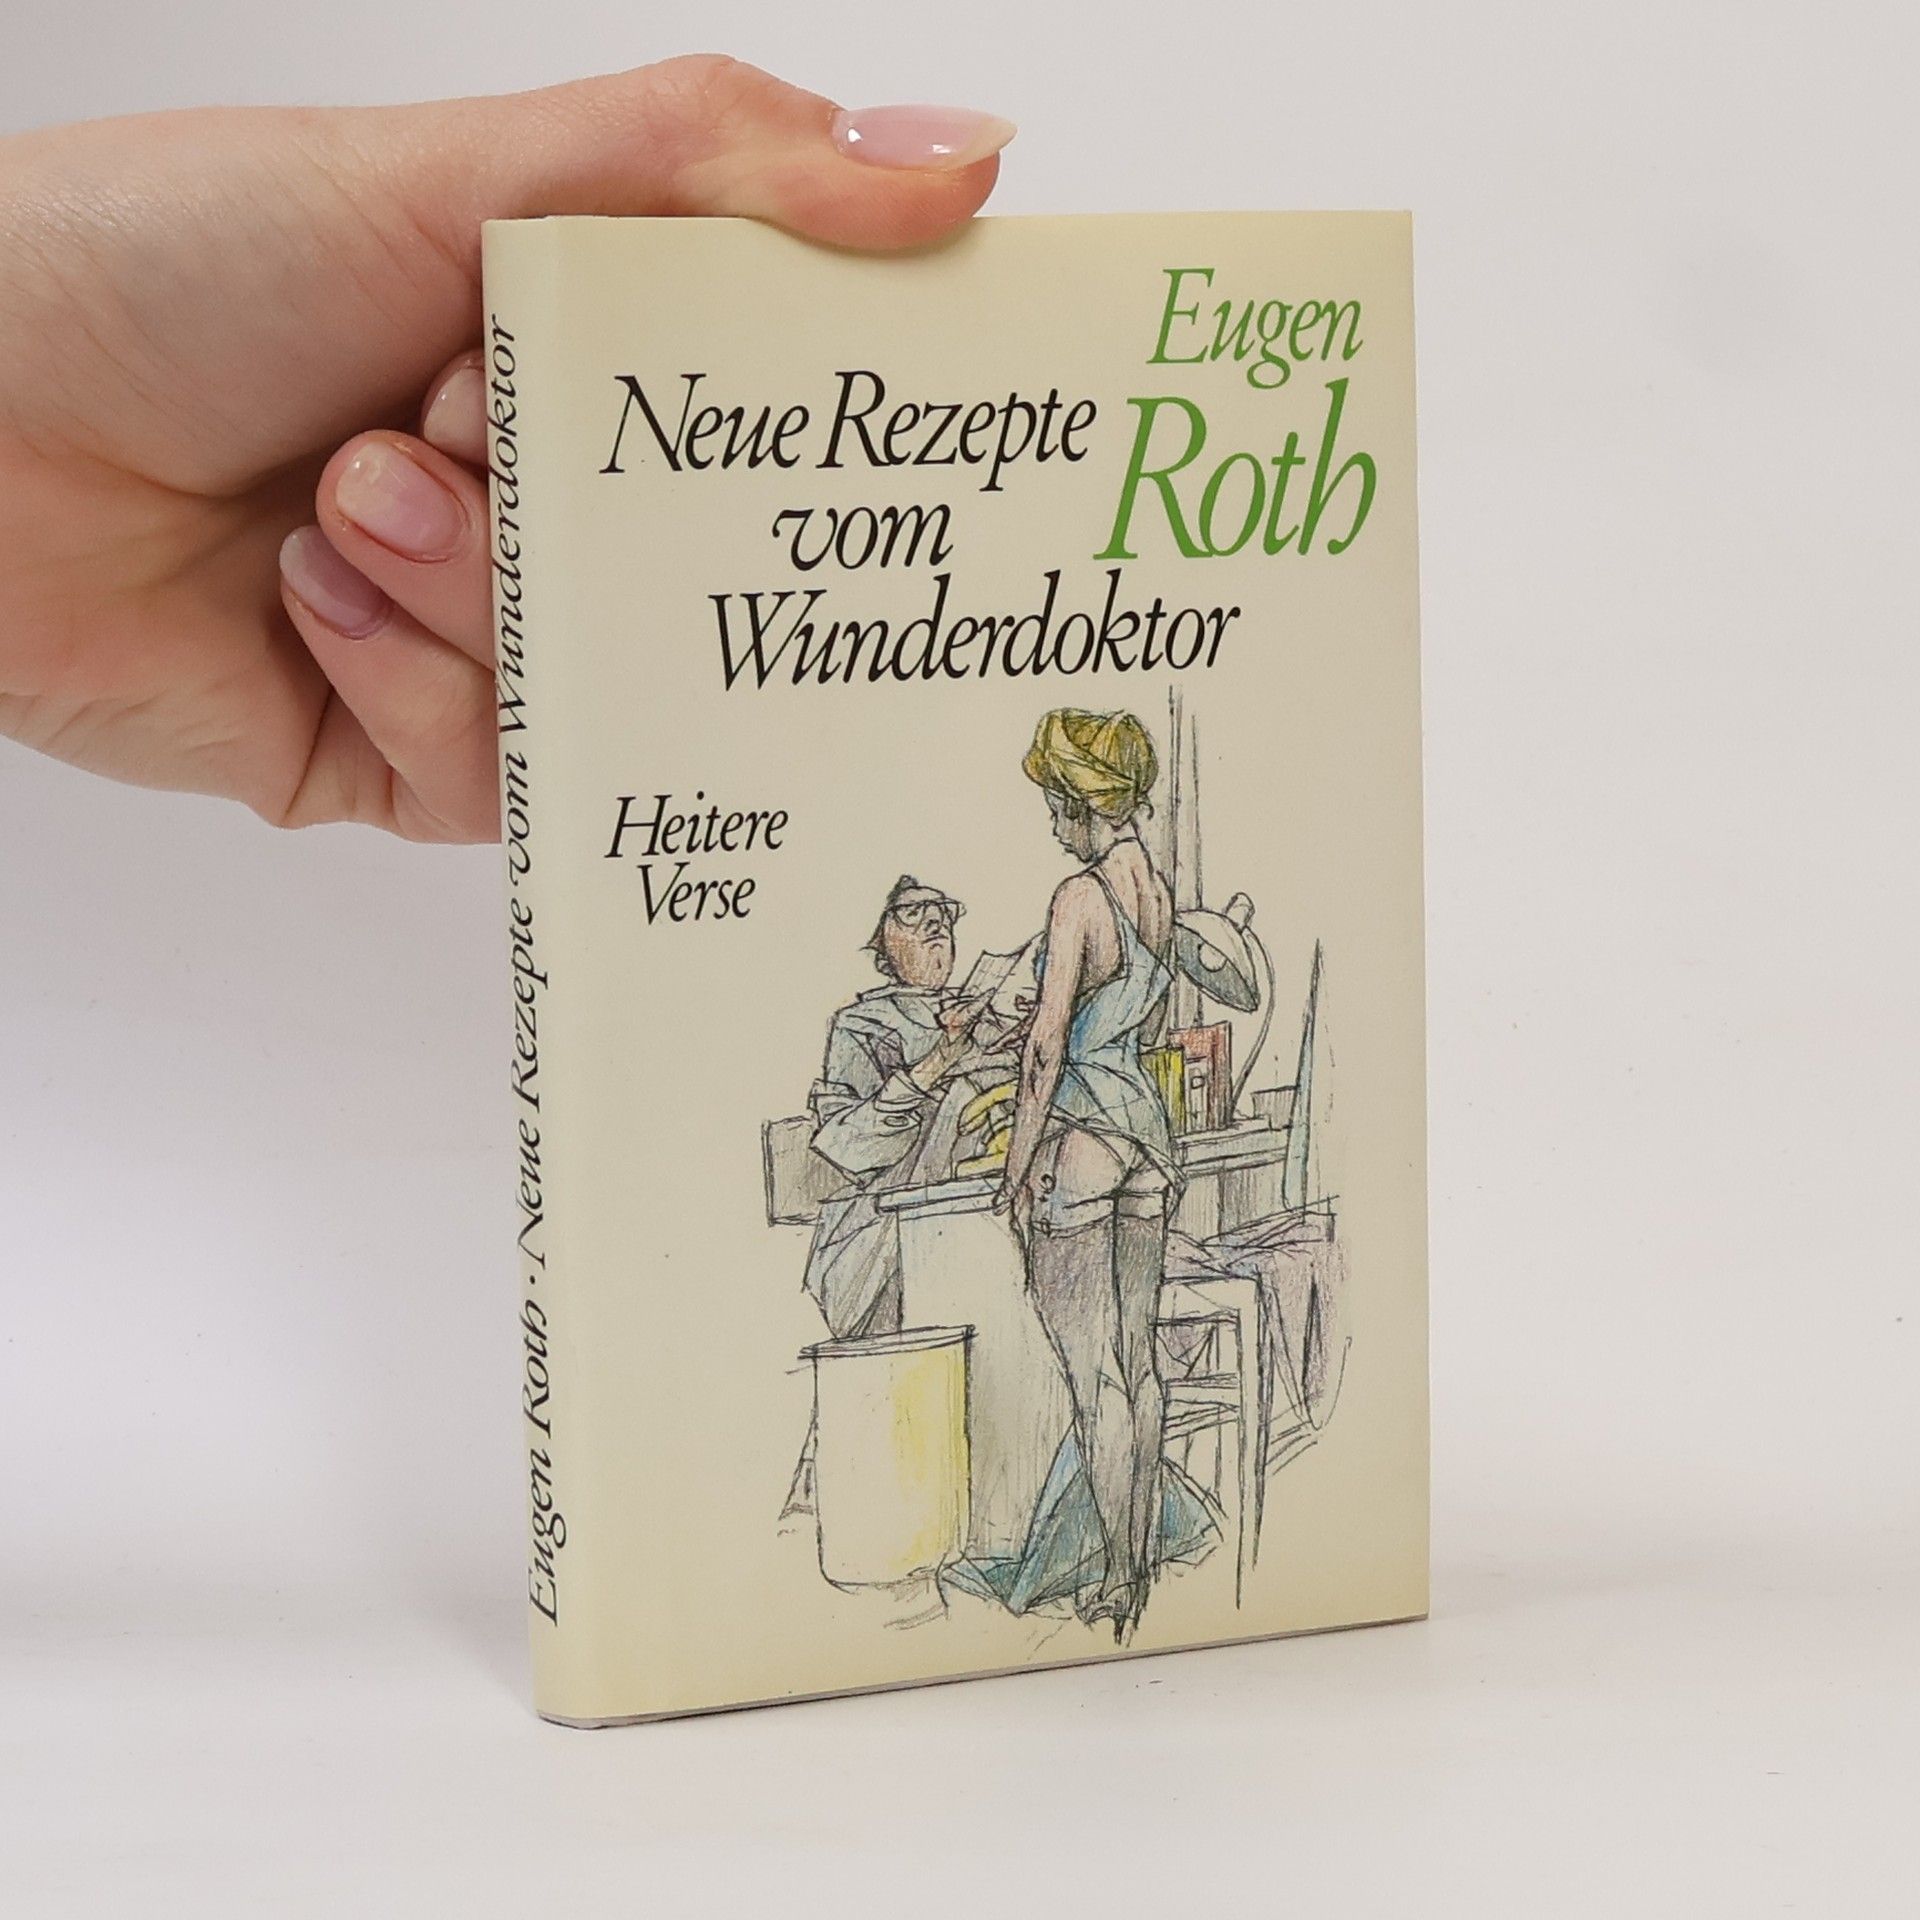 Eugen
Roth
Neue Rezepte
vom
Wunderdoktor
Heitere
Verse
Eugen Roth · Neue Rezepte vom Wunderdoktor